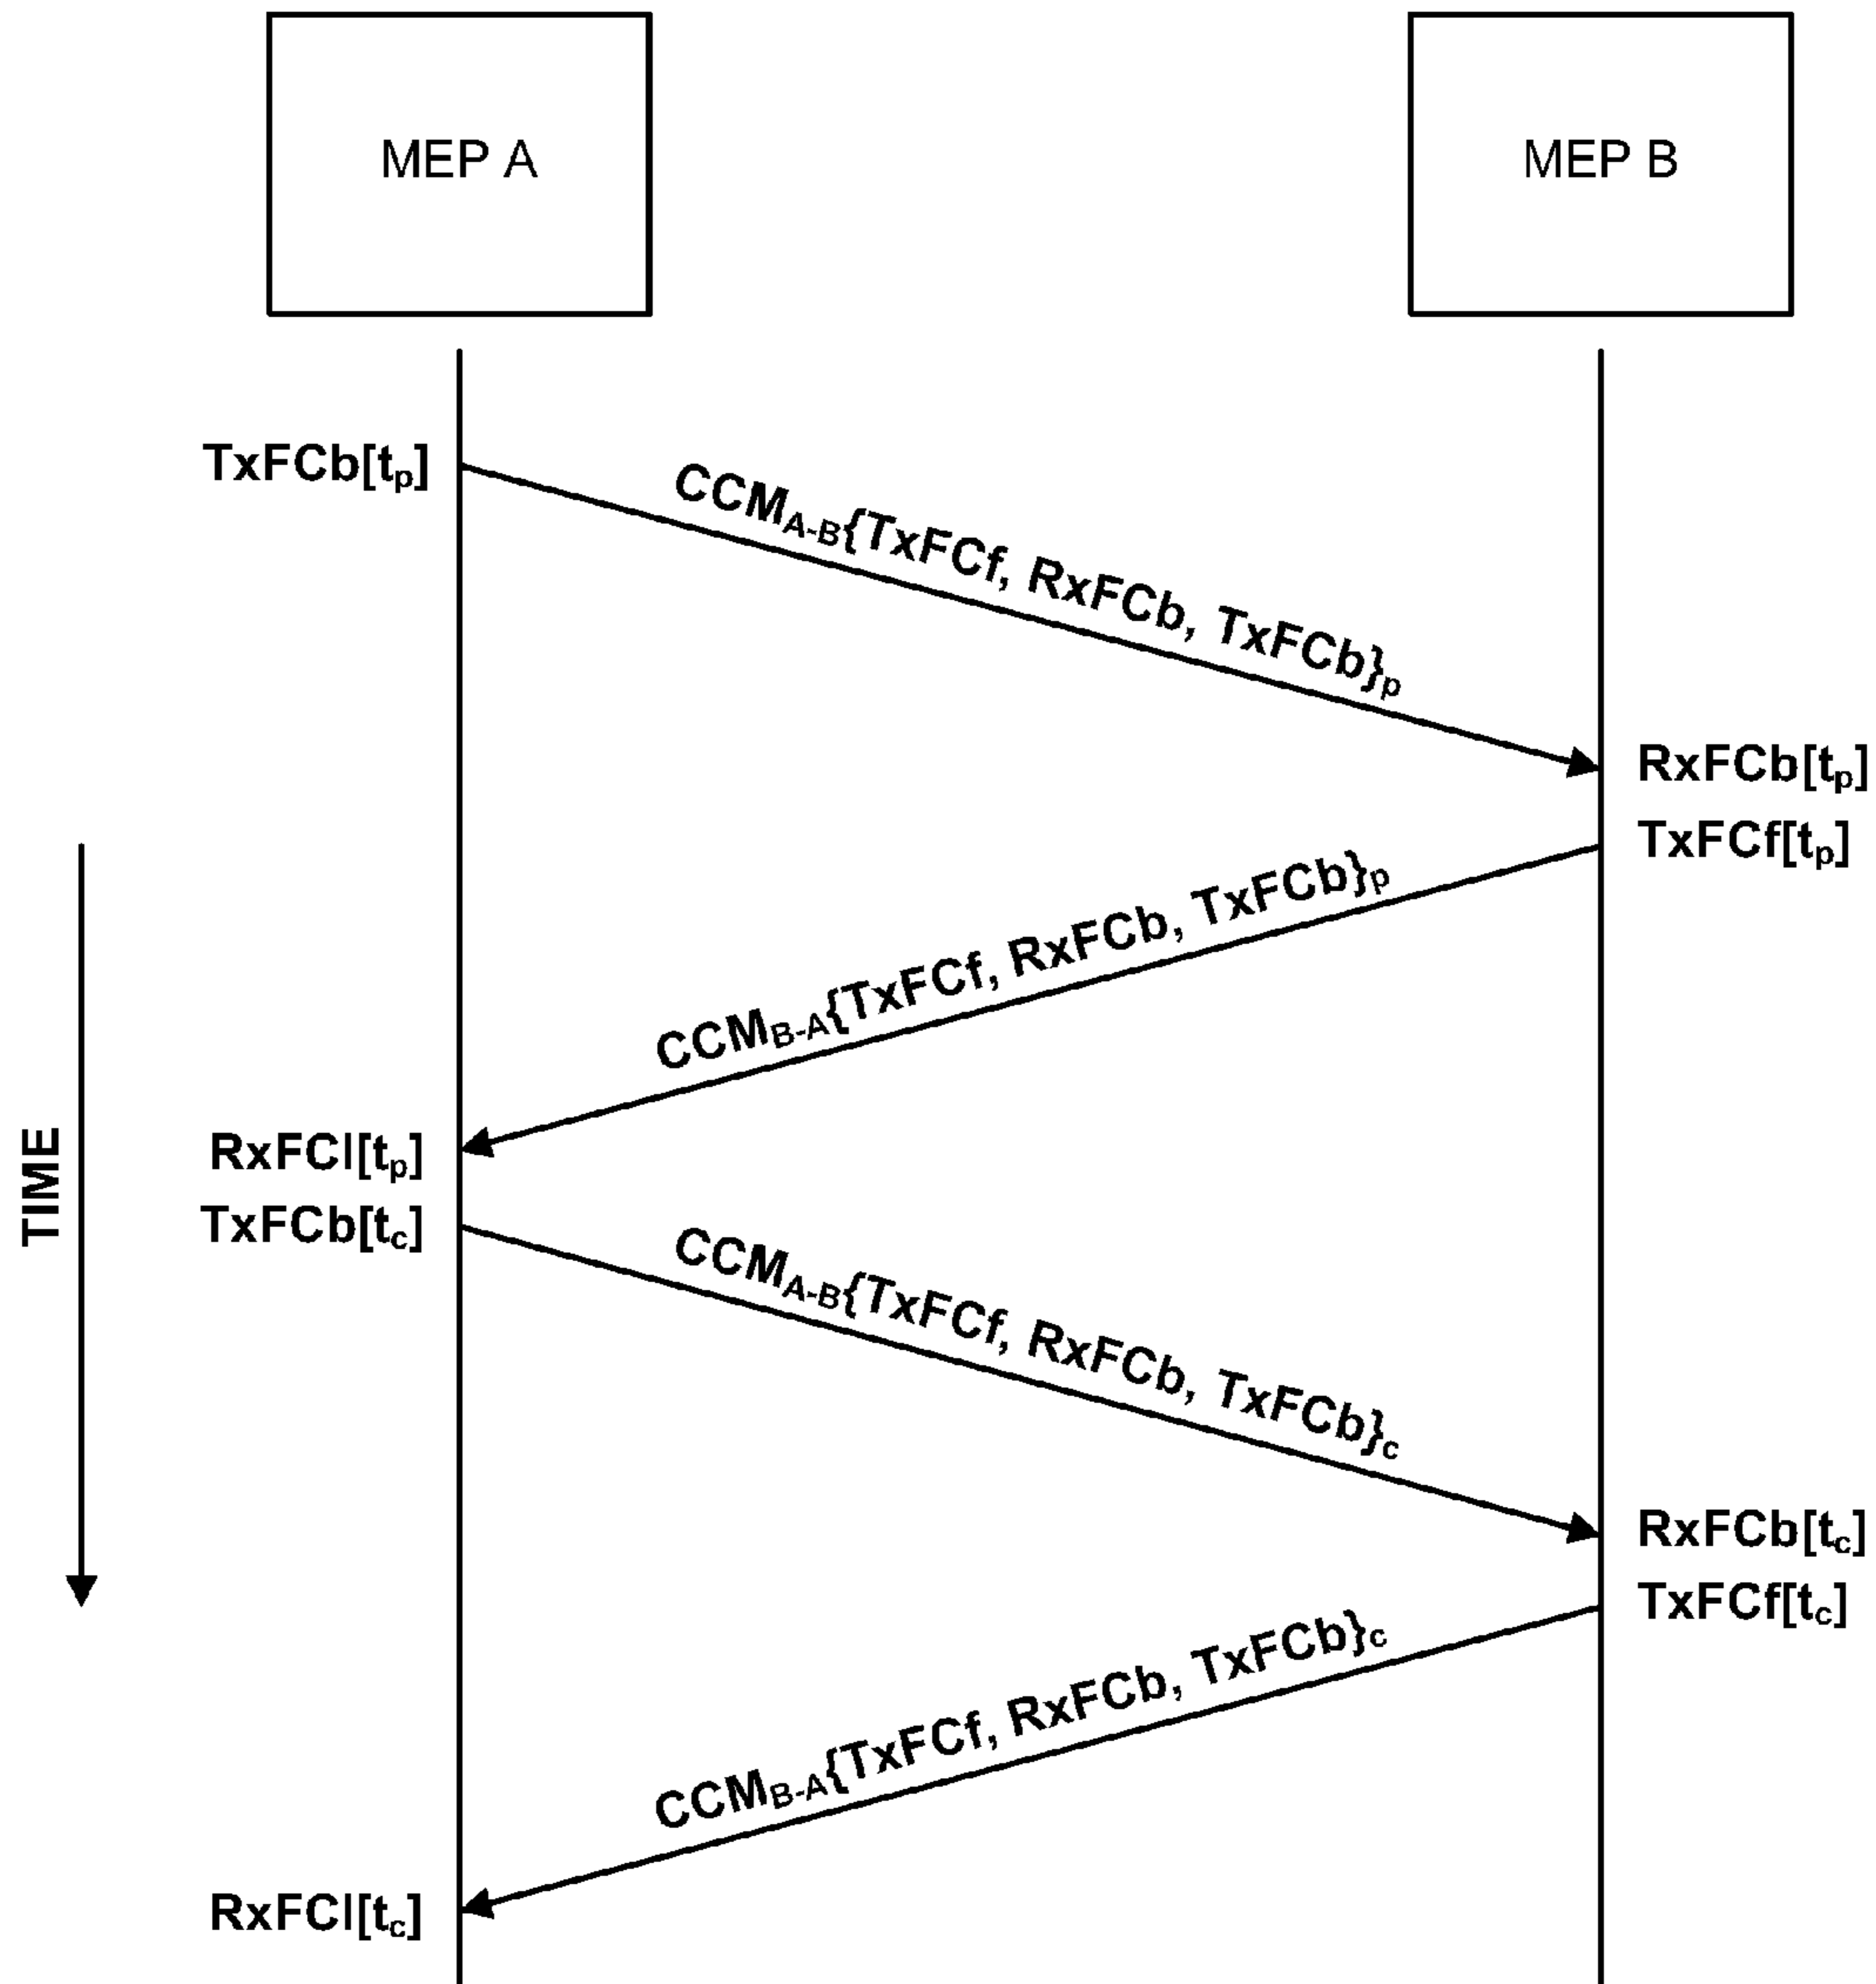 MEP A
MEP B
TxFCb[tp]
CCMA-B{TxFCf, RxFCb, TxFCb}p
RxFCb[tp]
TxFCf[tp]
CCMB-A{TxFCf, RxFCb, TxFCb}p
RxFCl[tp]
TxFCb[tc]
TIME
CCMA-B{TxFCf, RxFCb, TxFCb}c
RxFCb[tc]
TxFCf[tc]
CCMB-A{TxFCf, RxFCb, TxFCb}c
RxFCl[tc]